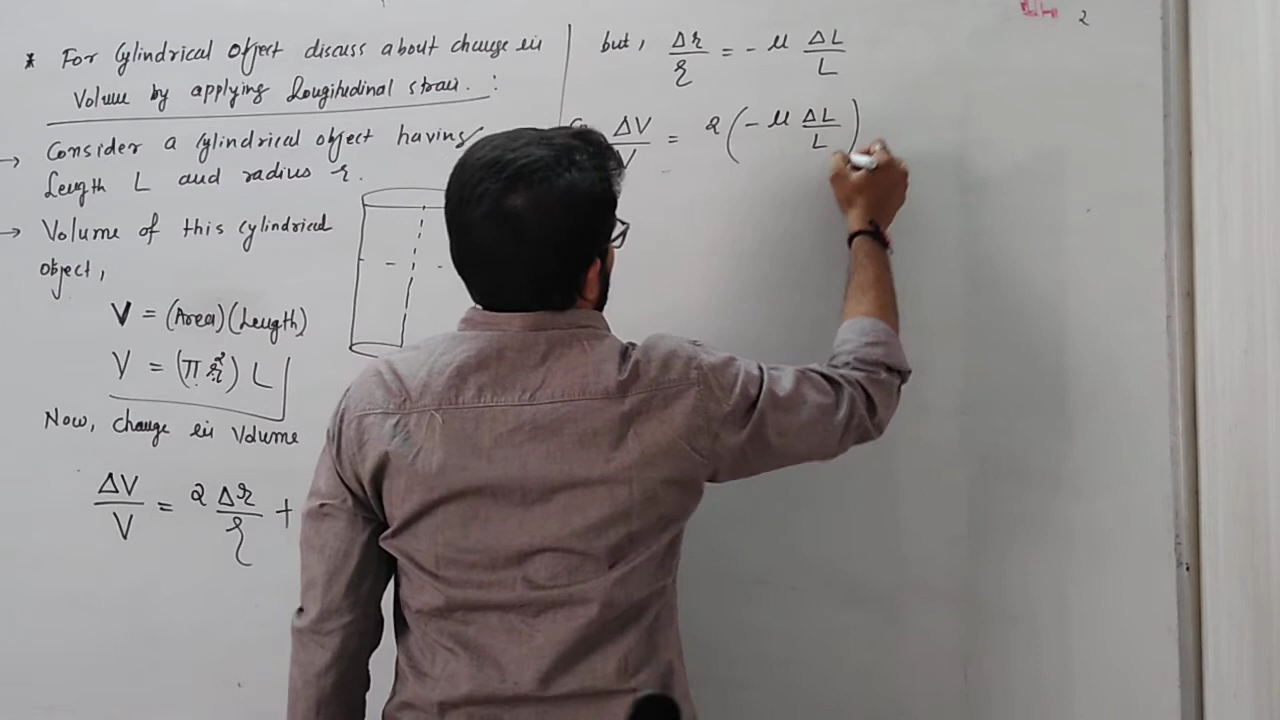 * For Cylindrical Object discuss about change in
Volume by applying Longitudinal strain. :
→ Consider a cylindrical object having
Length L and radius r.
→ Volume of this cylindrical
object,
V = (Area)(Length)
V = (πr²) L
Now, change in Volume
ΔV/V = 2 Δr/r +
but, Δr/r = - μ ΔL/L
ΔV/V = 2 (- μ ΔL/L)
2